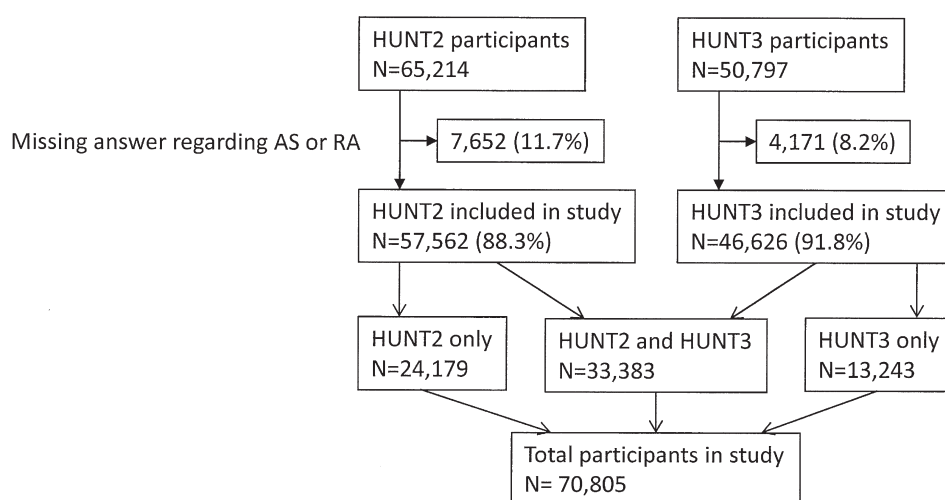 HUNT2 participants
N=65,214
HUNT3 participants
N=50,797
Missing answer regarding AS or RA
7,652 (11.7%)
4,171 (8.2%)
HUNT2 included in study
N=57,562 (88.3%)
HUNT3 included in study
N=46,626 (91.8%)
HUNT2 only
N=24,179
HUNT2 and HUNT3
N=33,383
HUNT3 only
N=13,243
Total participants in study
N= 70,805